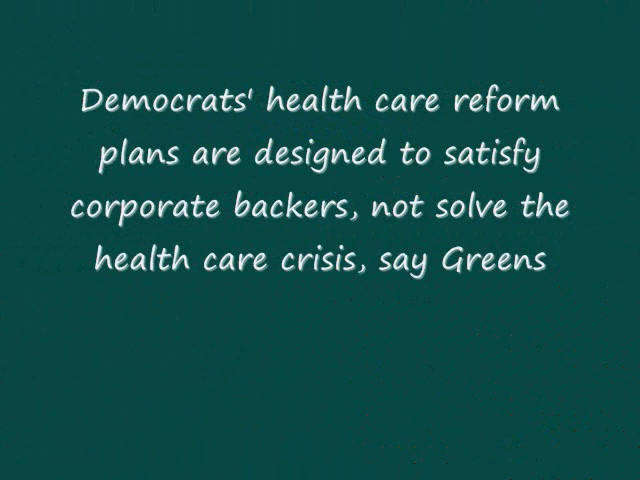 Democrats' health care reform
plans are designed to satisfy
corporate backers, not solve the
health care crisis, say Greens